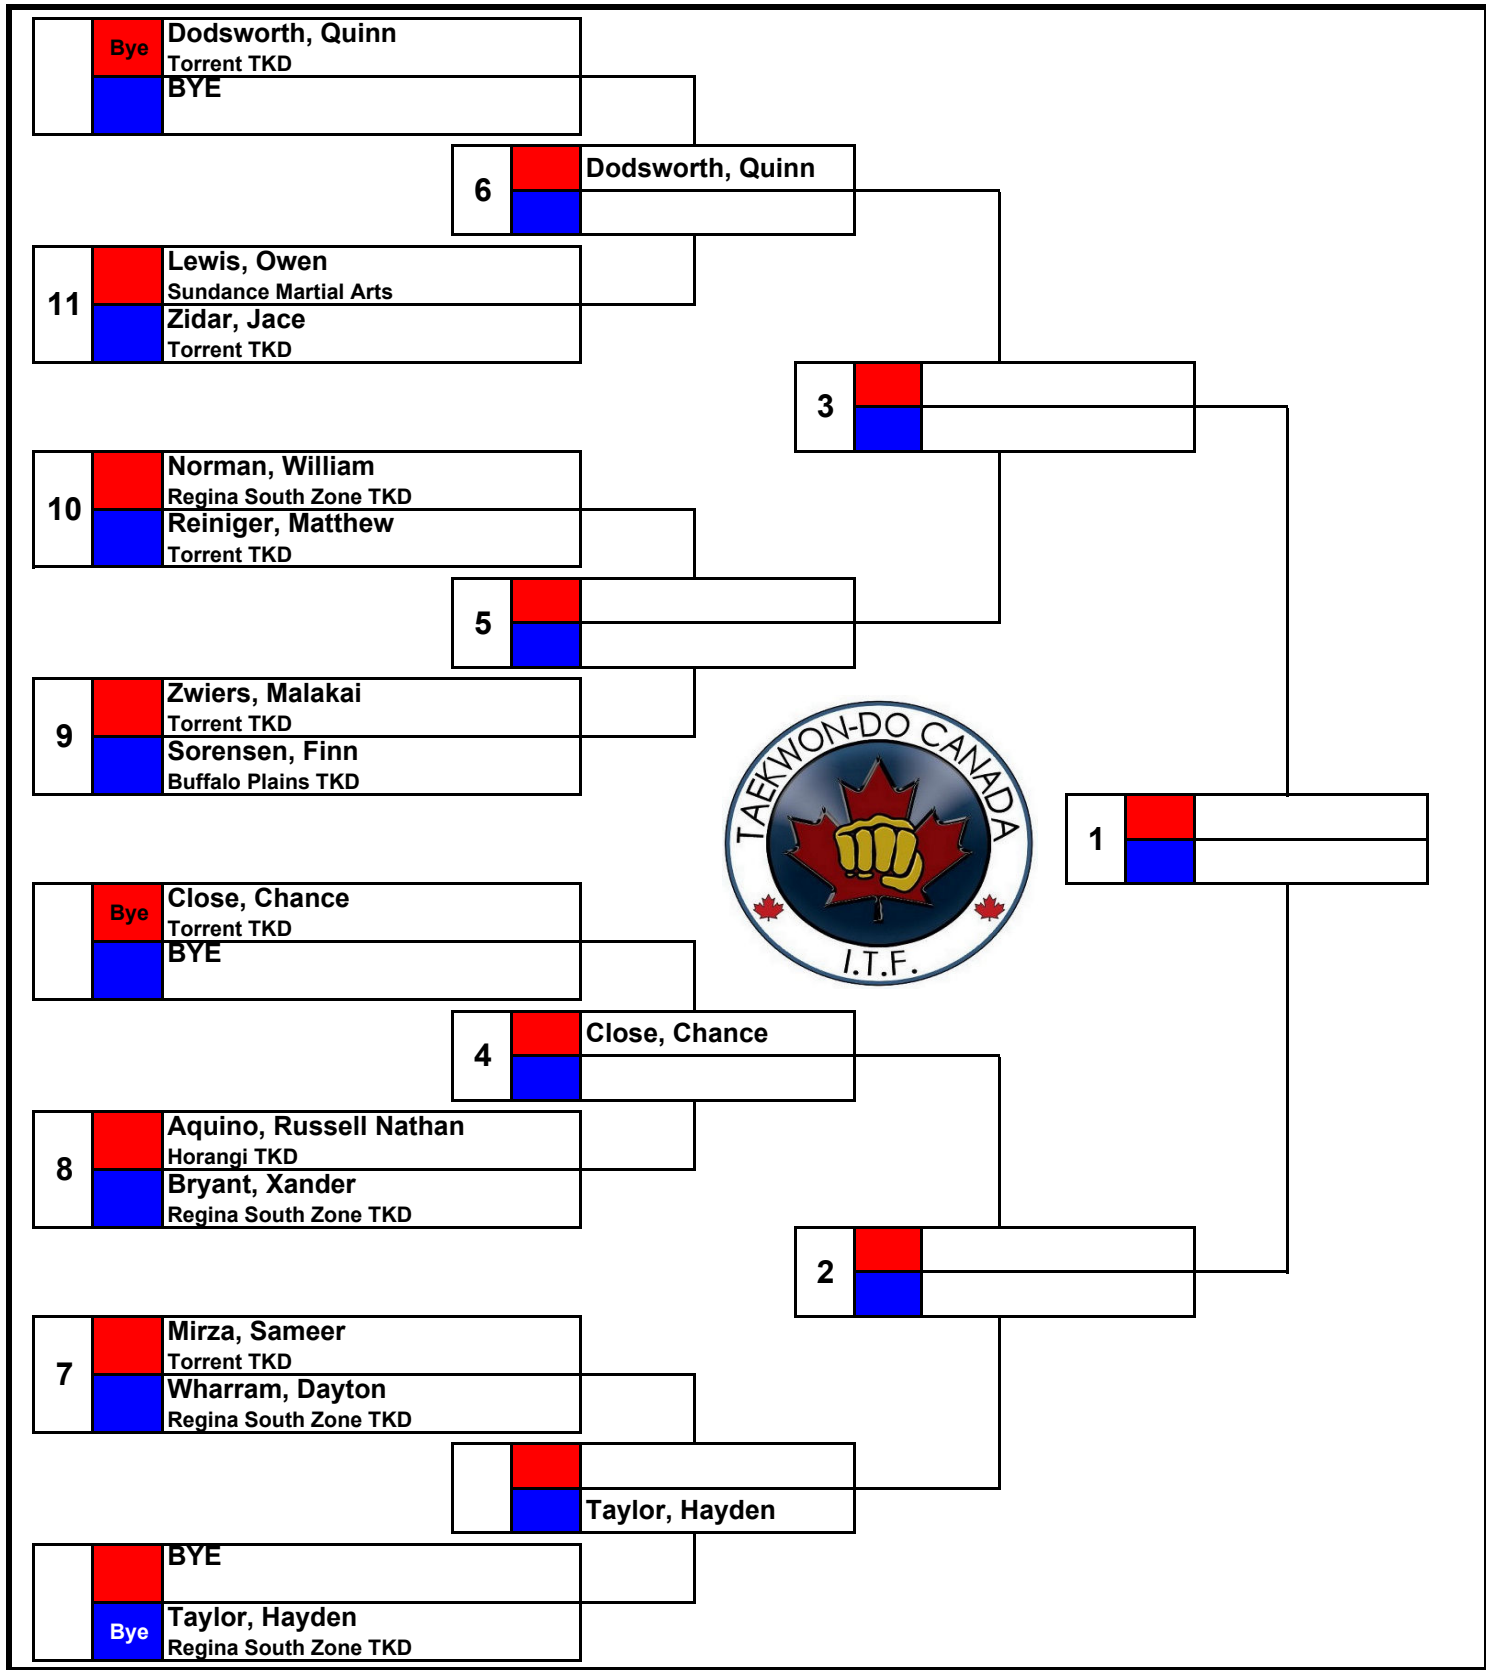 Bye
Dodsworth, Quinn
Torrent TKD
BYE
6
Dodsworth, Quinn
11
Lewis, Owen
Sundance Martial Arts
Zidar, Jace
Torrent TKD
3
10
Norman, William
Regina South Zone TKD
Reiniger, Matthew
Torrent TKD
5
9
Zwiers, Malakai
Torrent TKD
Sorensen, Finn
Buffalo Plains TKD
TAEKWON-DO CANADA
I.T.F.
1
Bye
Close, Chance
Torrent TKD
BYE
4
Close, Chance
8
Aquino, Russell Nathan
Horangi TKD
Bryant, Xander
Regina South Zone TKD
2
7
Mirza, Sameer
Torrent TKD
Wharram, Dayton
Regina South Zone TKD
Taylor, Hayden
BYE
Bye
Taylor, Hayden
Regina South Zone TKD